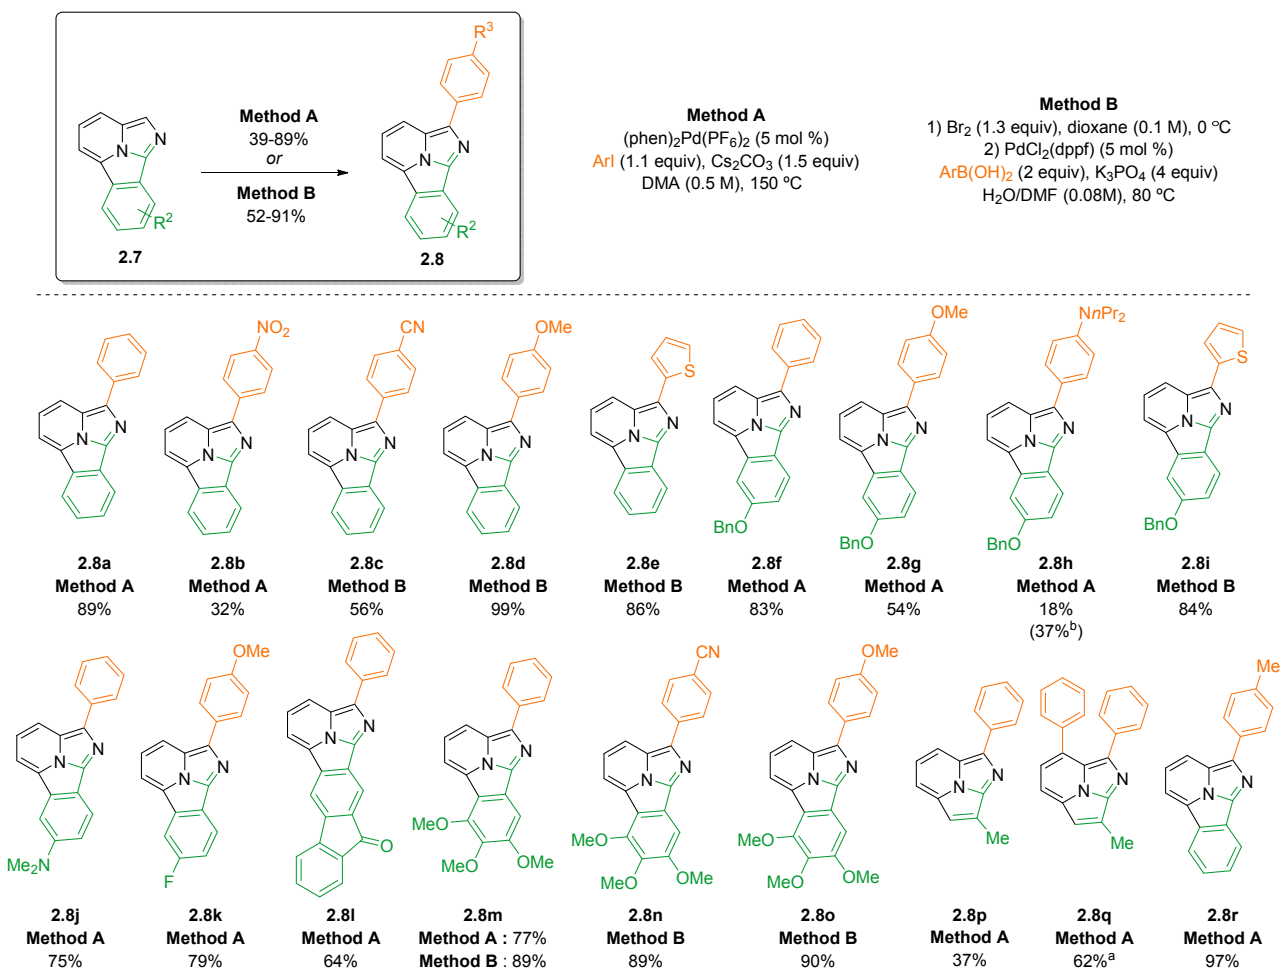 R3
N
N
R2
2.7
Method A
39-89%
or
Method B
52-91%
N
N
R2
2.8
Method A
(phen)2Pd(PF6)2 (5 mol %)
ArI (1.1 equiv), Cs2CO3 (1.5 equiv)
DMA (0.5 M), 150 ºC
Method B
1) Br2 (1.3 equiv), dioxane (0.1 M), 0 ºC
2) PdCl2(dppf) (5 mol %)
ArB(OH)2 (2 equiv), K3PO4 (4 equiv)
H2O/DMF (0.08M), 80 ºC
N
N
2.8a
Method A
89%
NO2
N
N
2.8b
Method A
32%
CN
N
N
2.8c
Method B
56%
OMe
N
N
2.8d
Method B
99%
S
N
N
2.8e
Method B
86%
N
N
BnO
2.8f
Method A
83%
OMe
N
N
BnO
2.8g
Method A
54%
NnPr2
N
N
BnO
2.8h
Method A
18%
(37%b)
S
N
N
BnO
2.8i
Method B
84%
N
N
Me2N
2.8j
Method A
75%
OMe
N
N
F
2.8k
Method A
79%
N
N
O
2.8l
Method A
64%
N
N
MeO
MeO
OMe
2.8m
Method A : 77%
Method B : 89%
CN
N
N
MeO
MeO
OMe
2.8n
Method B
89%
OMe
N
N
MeO
MeO
OMe
2.8o
Method B
90%
N
N
Me
2.8p
Method A
37%
N
N
Me
2.8q
Method A
62%a
Me
N
N
2.8r
Method A
97%